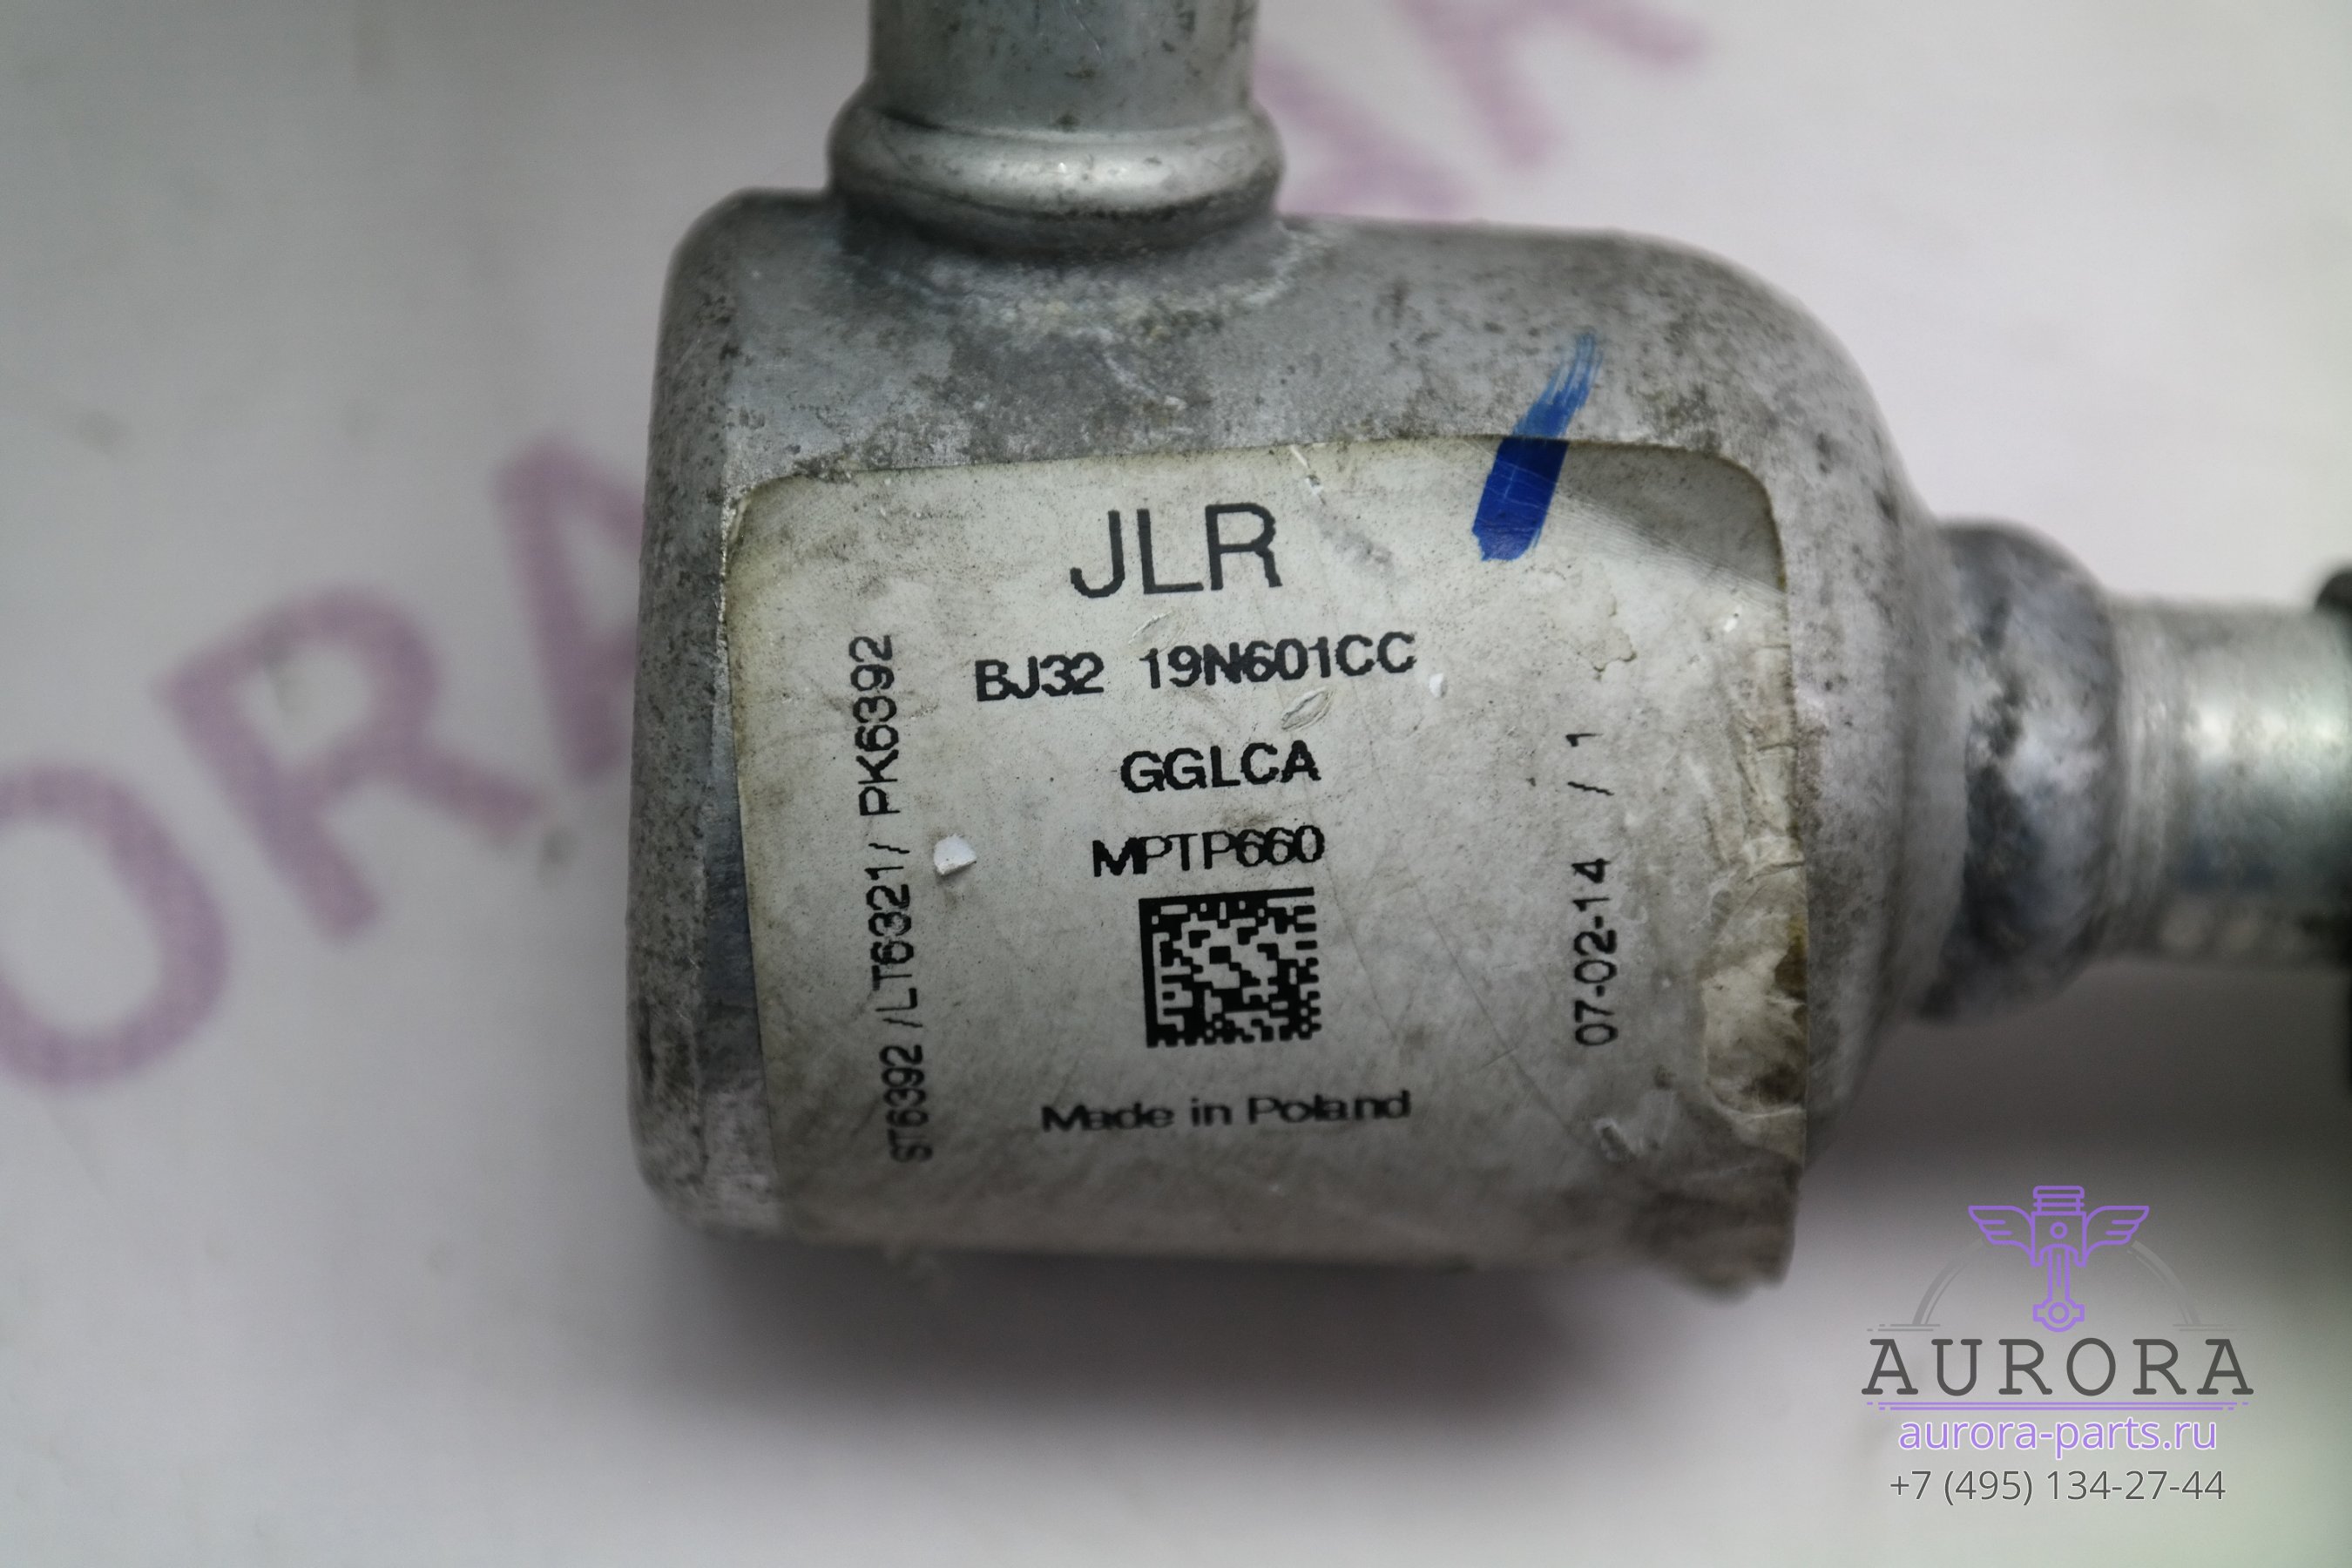 JLR
BJ32 19N601CC
GGLCA
MPTP660
Made in Poland
ST6392 /LT6321/ PK6392
07-02-14 / 1
AURORA
aurora-parts.ru
+7 (495) 134-27-44